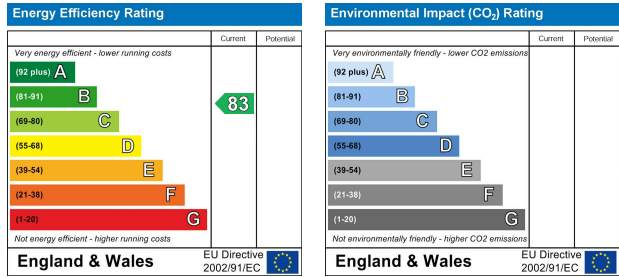 Energy Efficiency Rating
Current Potential
Very energy efficient - lower running costs
(92 plus) A
(81-91) B
83
(69-80) C
(55-68) D
(39-54) E
(21-38) F
(1-20) G
Not energy efficient - higher running costs
England & Wales
EU Directive
2002/91/EC
Environmental Impact (CO2) Rating
Current Potential
Very environmentally friendly - lower CO2 emissions
(92 plus) A
(81-91) B
(69-80) C
(55-68) D
(39-54) E
(21-38) F
(1-20) G
Not environmentally friendly - higher CO2 emissions
England & Wales
EU Directive
2002/91/EC